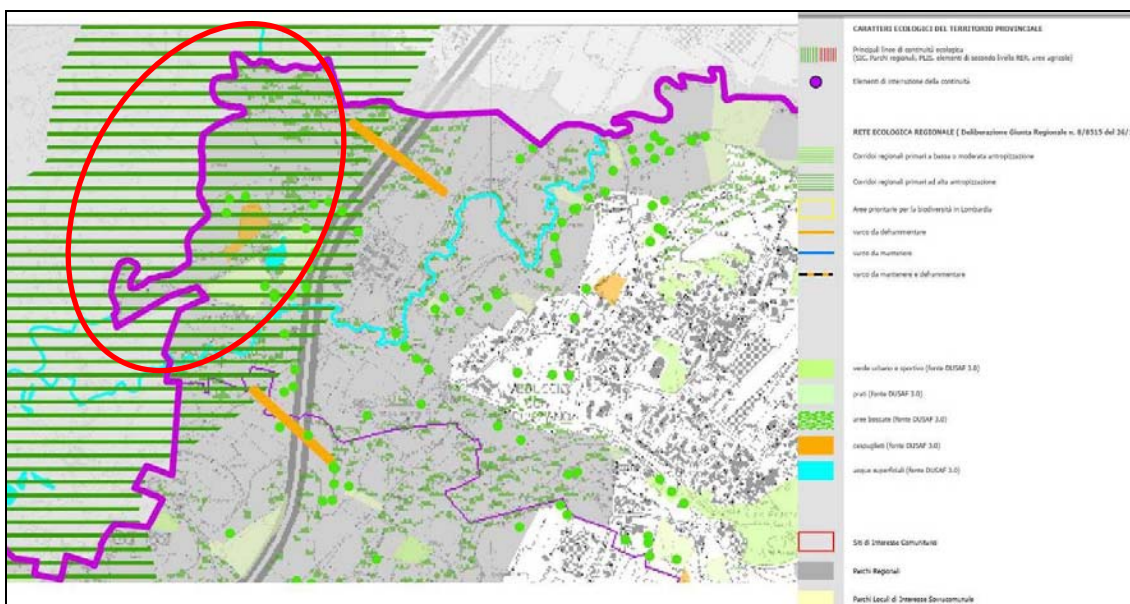 CARATTERI ECOLOGICI DEL TERRITORIO PROVINCIALE
Principali linee di continuità ecologica
(SIC, Parchi regionali, PLIS, elementi di secondo livello RER, aree agricole)
Elementi di interruzione della continuità
RETE ECOLOGICA REGIONALE ( Deliberazione Giunta Regionale n. 8/8515 del 26/
Corridoi regionali primari a bassa o moderata antropizzazione
Corridoi regionali primari ad alta antropizzazione
Aree prioritarie per la biodiversità in Lombardia
varco da deframmentare
varco da mantenere
varco da mantenere e deframmentare
verde urbano e sportivo (fonte DUSAF 3.0)
prati (fonte DUSAF 3.0)
aree boscate (fonte DUSAF 3.0)
cespuglieti (fonte DUSAF 3.0)
acque superficiali (fonte DUSAF 3.0)
Siti di Interesse Comunitario
Parchi Regionali
Parchi Locali di Interesse Sovracomunale